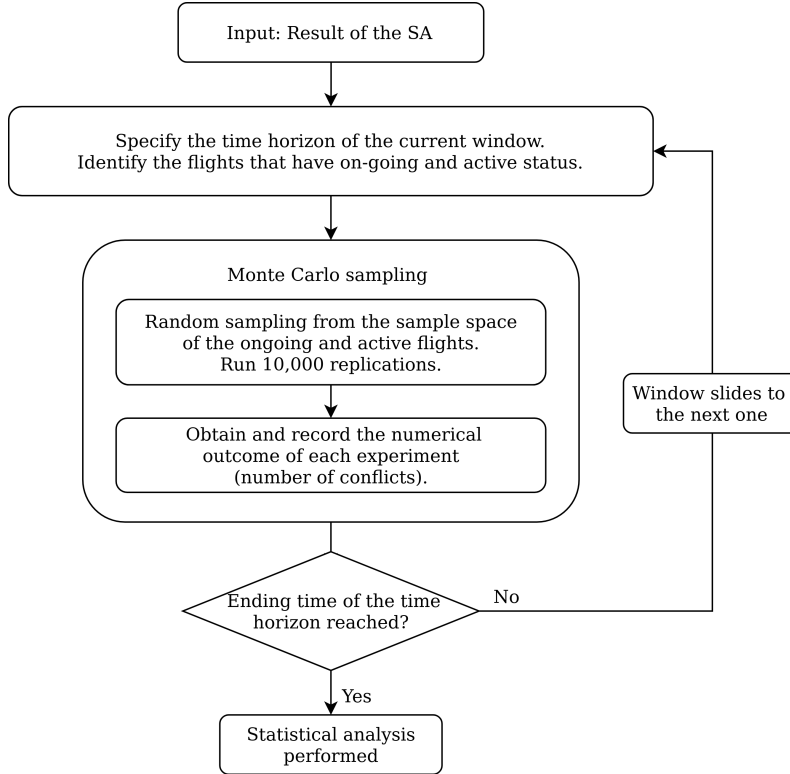 Input: Result of the SA
Specify the time horizon of the current window.
Identify the flights that have on-going and active status.
Monte Carlo sampling
Random sampling from the sample space
of the ongoing and active flights.
Run 10,000 replications.
Obtain and record the numerical
outcome of each experiment
(number of conflicts).
Window slides to
the next one
Ending time of the time
horizon reached?
No
Yes
Statistical analysis
performed